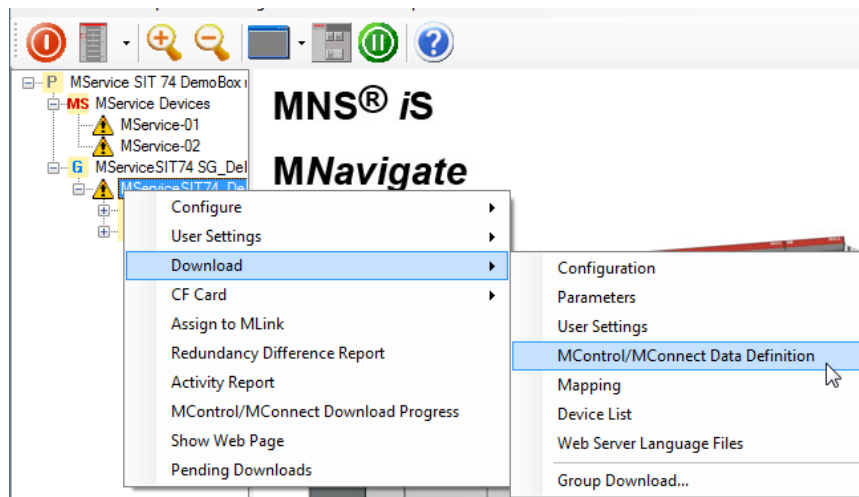 P MService SIT 74 DemoBox
MS MService Devices
MService-01
MService-02
G MServiceSIT74 SG_Del
MServiceSIT74_De
MNS® iS
MNavigate
Configure
User Settings
Download
CF Card
Assign to MLink
Redundancy Difference Report
Activity Report
MControl/MConnect Download Progress
Show Web Page
Pending Downloads
Configuration
Parameters
User Settings
MControl/MConnect Data Definition
Mapping
Device List
Web Server Language Files
Group Download...